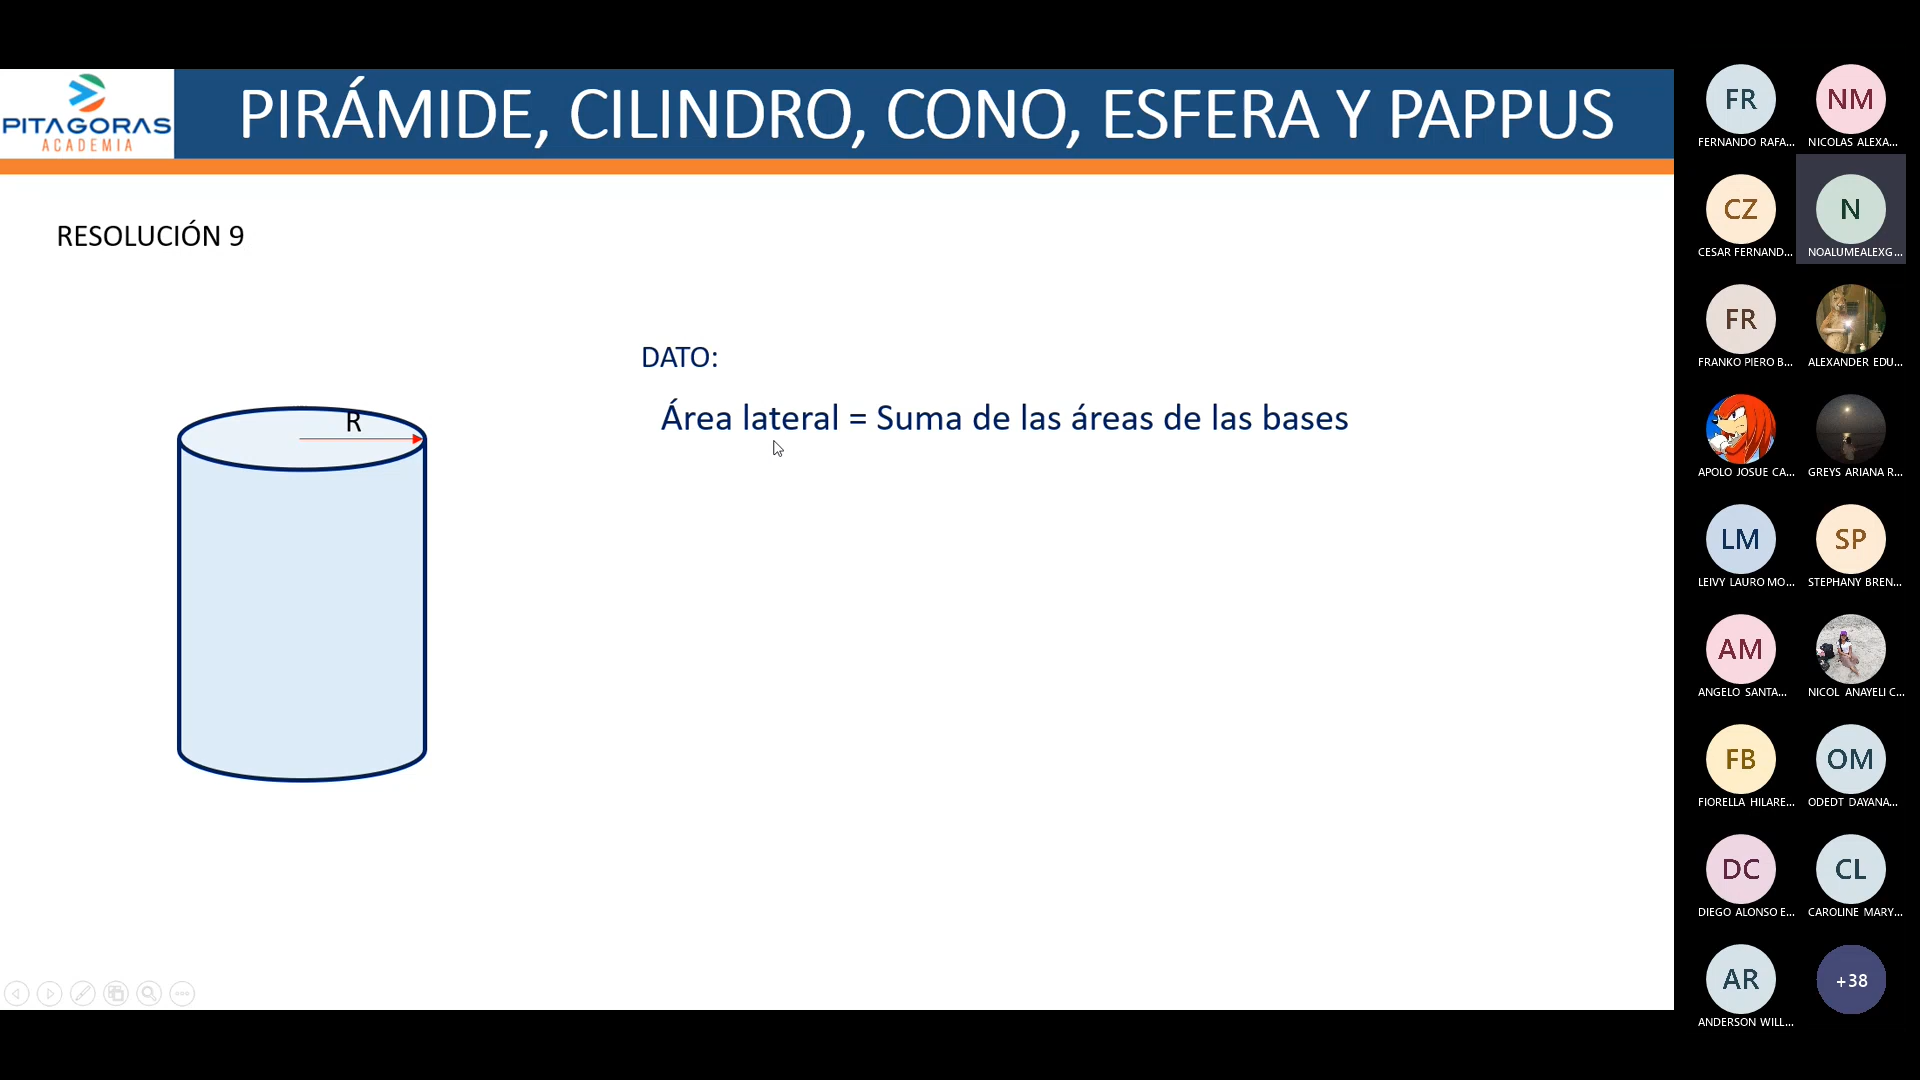 PITAGORAS
ACADEMIA
PIRÁMIDE, CILINDRO, CONO, ESFERA Y PAPPUS
RESOLUCIÓN 9
DATO:
Área lateral = Suma de las áreas de las bases
R
FR
NM
FERNANDO RAFA...
NICOLAS ALEXA...
CZ
N
CESAR FERNAND...
NOALUMEALEXG...
FR
FRANKO PIERO B...
ALEXANDER EDU...
APOLO JOSUE CA...
GREYS ARIANA R...
LM
SP
LEIVY LAURO MO...
STEPHANY BREN...
AM
ANGELO SANTA...
NICOL ANAYELI C...
FB
OM
FIORELLA HILARE...
ODEDT DAYANA...
DC
CL
DIEGO ALONSO E...
CAROLINE MARY...
AR
+38
ANDERSON WILL...